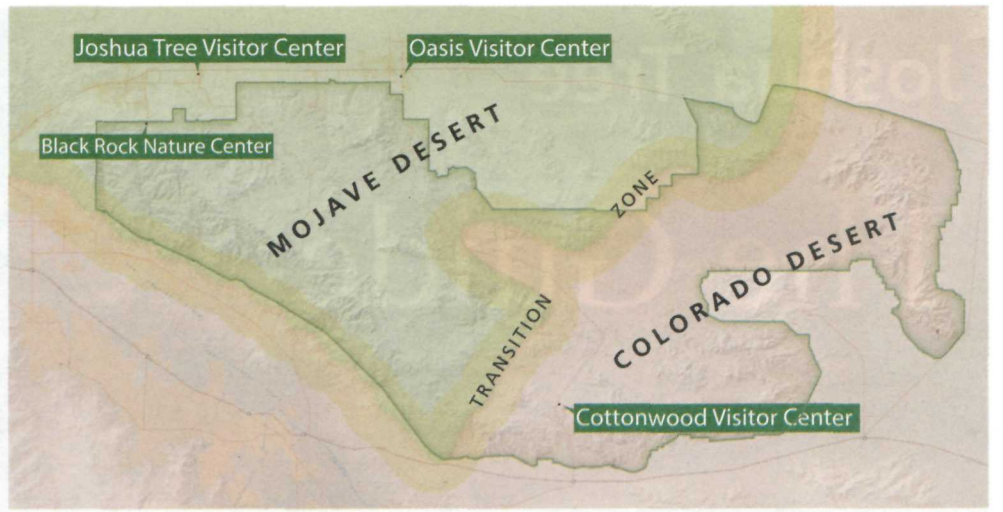 Joshua Tree Visitor Center
Oasis Visitor Center
Black Rock Nature Center
MOJAVE DESERT
ZONE
COLORADO DESERT
TRANSITION
Cottonwood Visitor Center